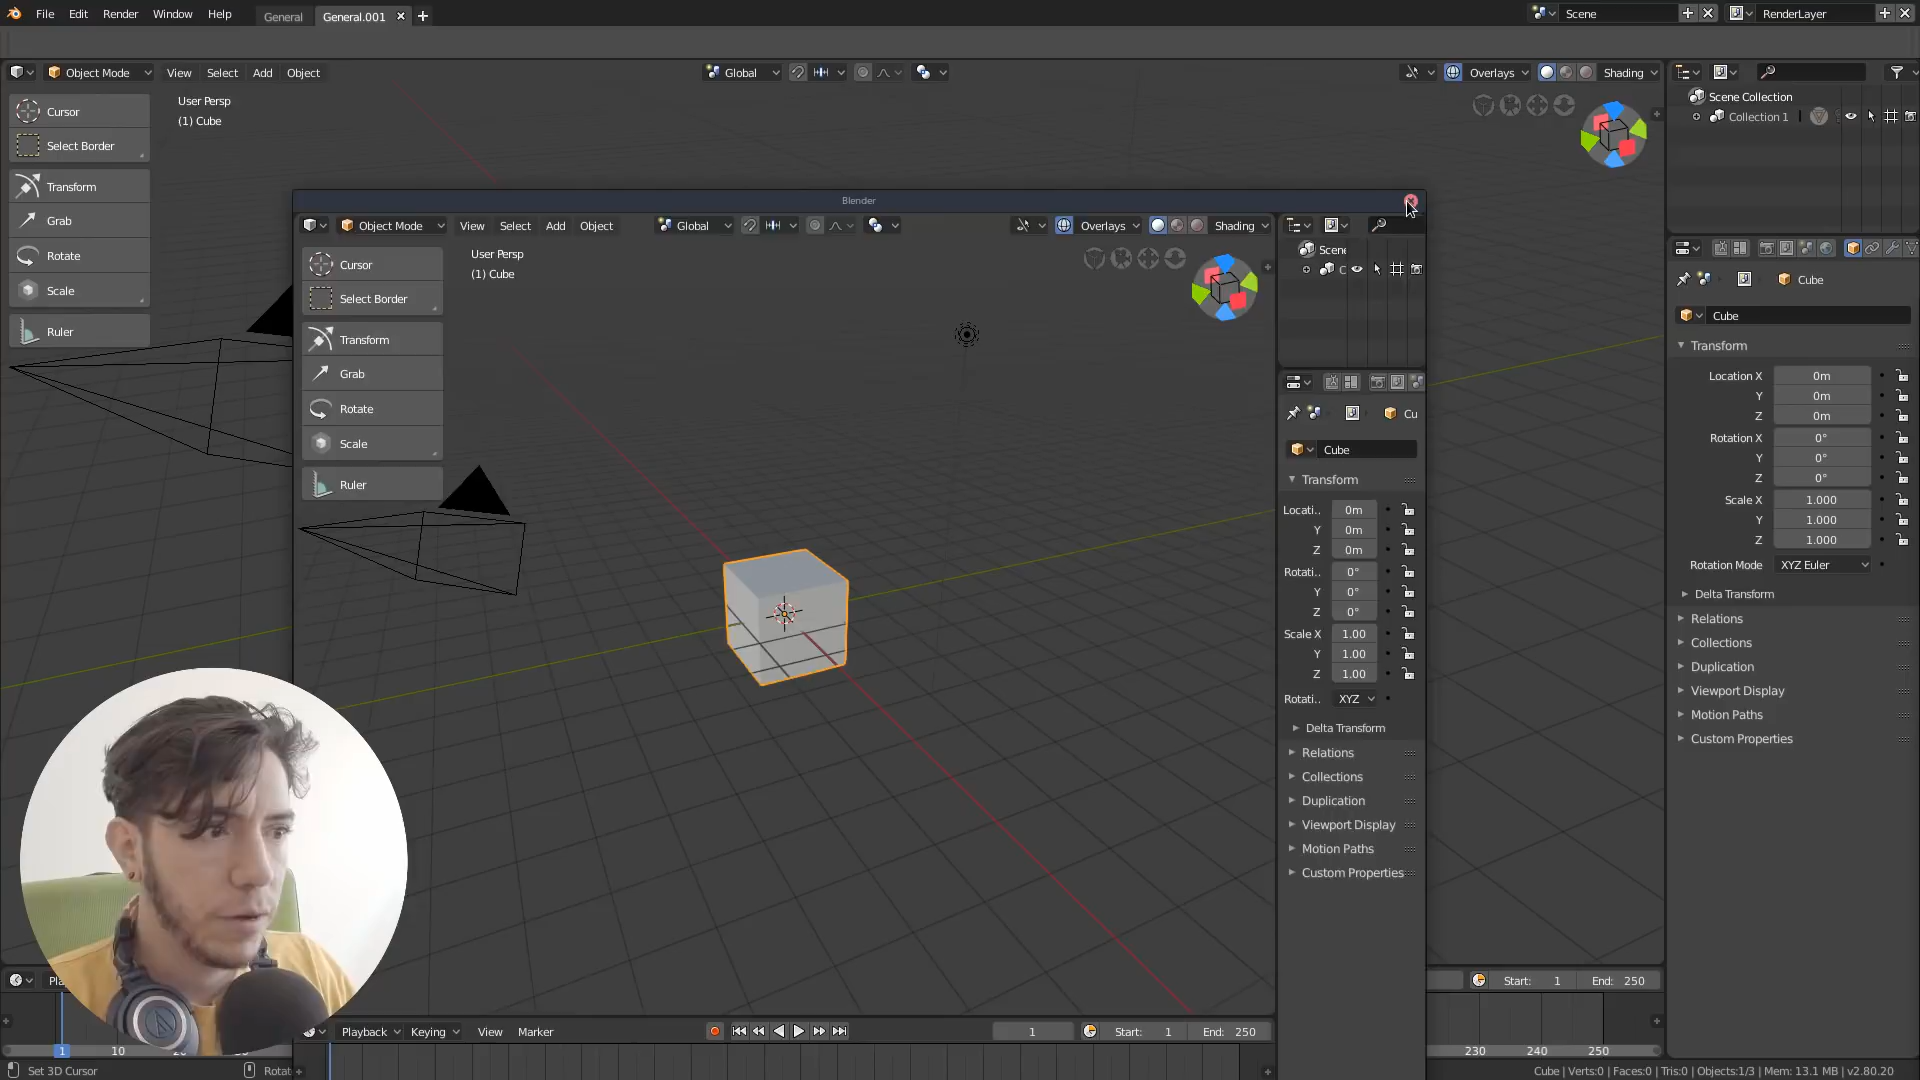 File Edit Render Window Help General General.001 Scene RenderLayer
Object Mode View Select Add Object Global Overlays Shading
Cursor
Select Border
Transform
Grab
Rotate
Scale
Ruler
User Persp
(1) Cube
Scene Collection
Collection 1
Cube
Cube
Transform
Location X 0m
Y 0m
Z 0m
Rotation X 0°
Y 0°
Z 0°
Scale X 1.000
Y 1.000
Z 1.000
Rotation Mode XYZ Euler
Delta Transform
Relations
Collections
Duplication
Viewport Display
Motion Paths
Custom Properties
Blender
Object Mode View Select Add Object Global Overlays Shading
Cursor
Select Border
Transform
Grab
Rotate
Scale
Ruler
User Persp
(1) Cube
Scene
C
Cu
Cube
Transform
Locati.. 0m
Y 0m
Z 0m
Rotati.. 0°
Y 0°
Z 0°
Scale X 1.00
Y 1.00
Z 1.00
Rotati.. XYZ
Delta Transform
Relations
Collections
Duplication
Viewport Display
Motion Paths
Custom Properties
Playback Keying View Marker 1 Start: 1 End: 250
Start: 1 End: 250
1 10 230 240 250
Set 3D Cursor Rotat
Cube | Verts:0 | Faces:0 | Tris:0 | Objects:1/3 | Mem: 13.1 MB | v2.80.20